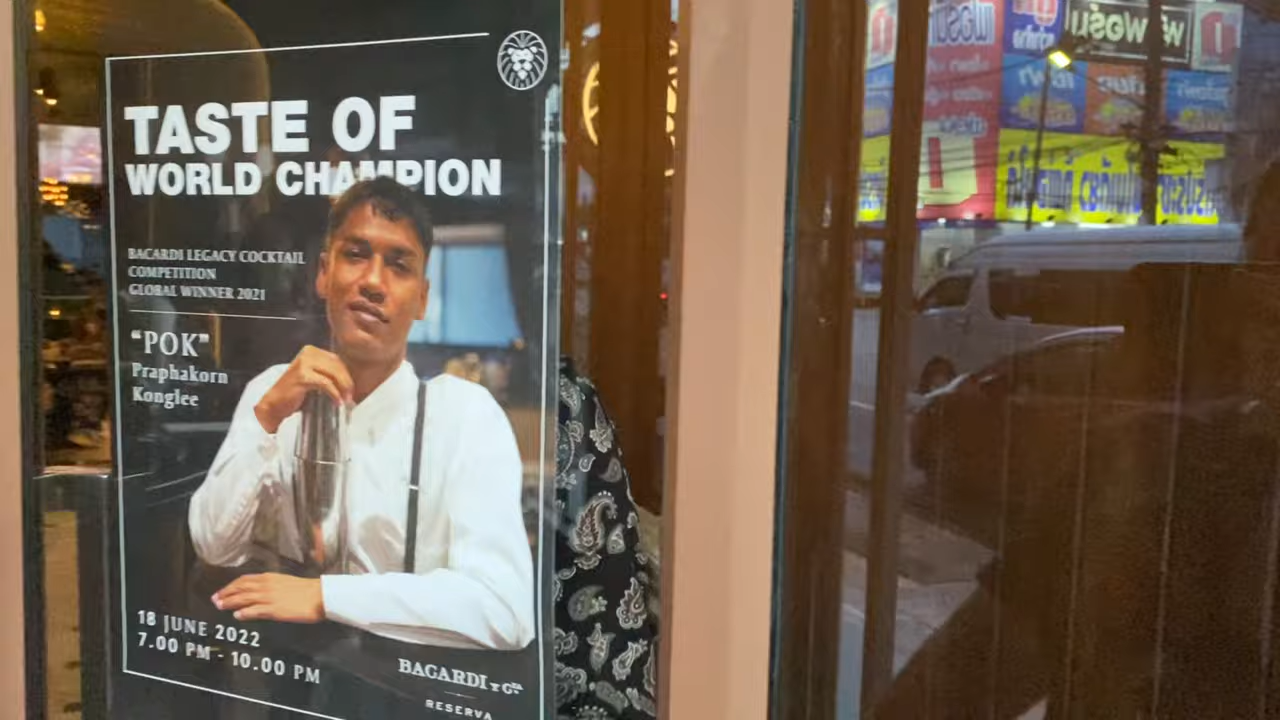 TASTE OF
WORLD CHAMPION
BACARDI LEGACY COCKTAIL
COMPETITION
GLOBAL WINNER 2021
“POK”
Praphakorn
Konglee
18 JUNE 2022
7.00 PM - 10.00 PM
BACARDI Y Cᴵᴬ
RESERVA